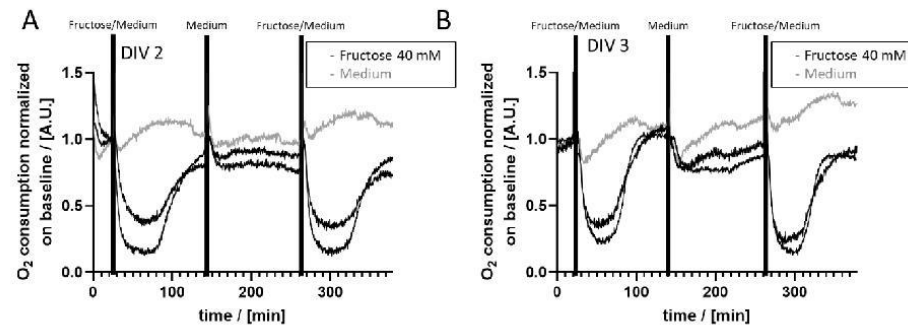 A
Fructose/Medium Medium Fructose/Medium
DIV 2
- Fructose 40 mM
- Medium
O2 consumption normalized
on baseline / [A.U.]
1.5
1.0
0.5
0.0
0 100 200 300
time / [min]
B
Fructose/Medium Medium Fructose/Medium
DIV 3
- Fructose 40 mM
- Medium
O2 consumption normalized
on baseline / [A.U.]
1.5
1.0
0.5
0.0
0 100 200 300
time / [min]